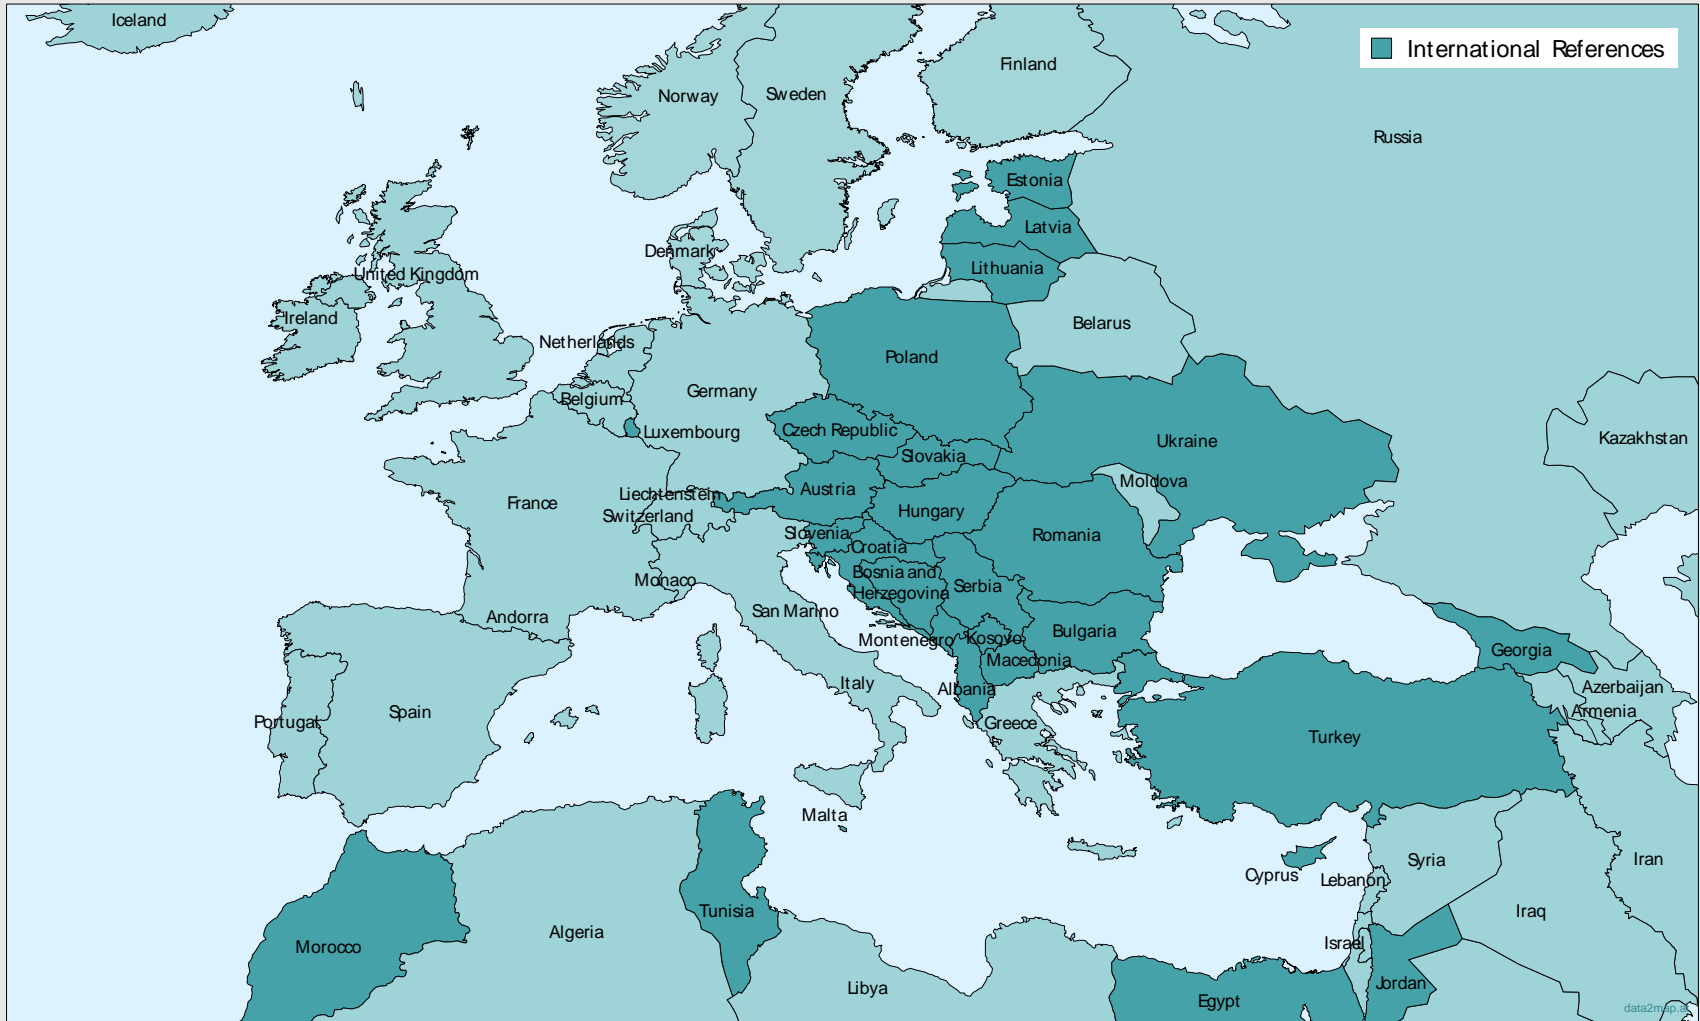 Iceland
International References
Finland
Norway
Sweden
Russia
Estonia
Latvia
Denmark
Lithuania
United Kingdom
Ireland
Belarus
Netherlands
Poland
Germany
Belgium
Czech Republic
Luxembourg
Kazakhstan
Ukraine
Slovakia
Moldova
Austria
Liechtenstein
France
Hungary
Switzerland
Slovenia
Romania
Croatia
Bosnia and
Herzegovina
Monaco
Serbia
San Marino
Andorra
Bulgaria
Montenegro
Kosovo
Georgia
Macedonia
Italy
Albania
Azerbaijan
Armenia
Spain
Portugal
Greece
Turkey
Malta
Syria
Iran
Cyprus
Lebanon
Tunisia
Iraq
Algeria
Israel
Morocco
Jordan
Libya
Egypt